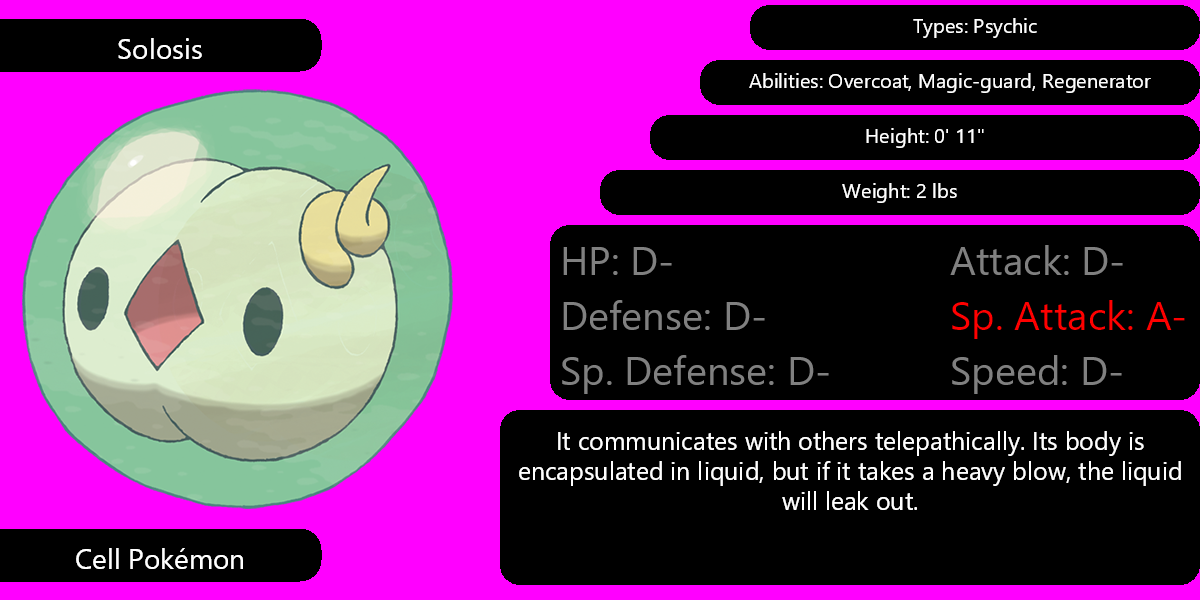 Solosis
Types: Psychic
Abilities: Overcoat, Magic-guard, Regenerator
Height: 0' 11"
Weight: 2 lbs
HP: D-
Attack: D-
Defense: D-
Sp. Attack: A-
Sp. Defense: D-
Speed: D-
It communicates with others telepathically. Its body is
encapsulated in liquid, but if it takes a heavy blow, the liquid
will leak out.
Cell Pokémon